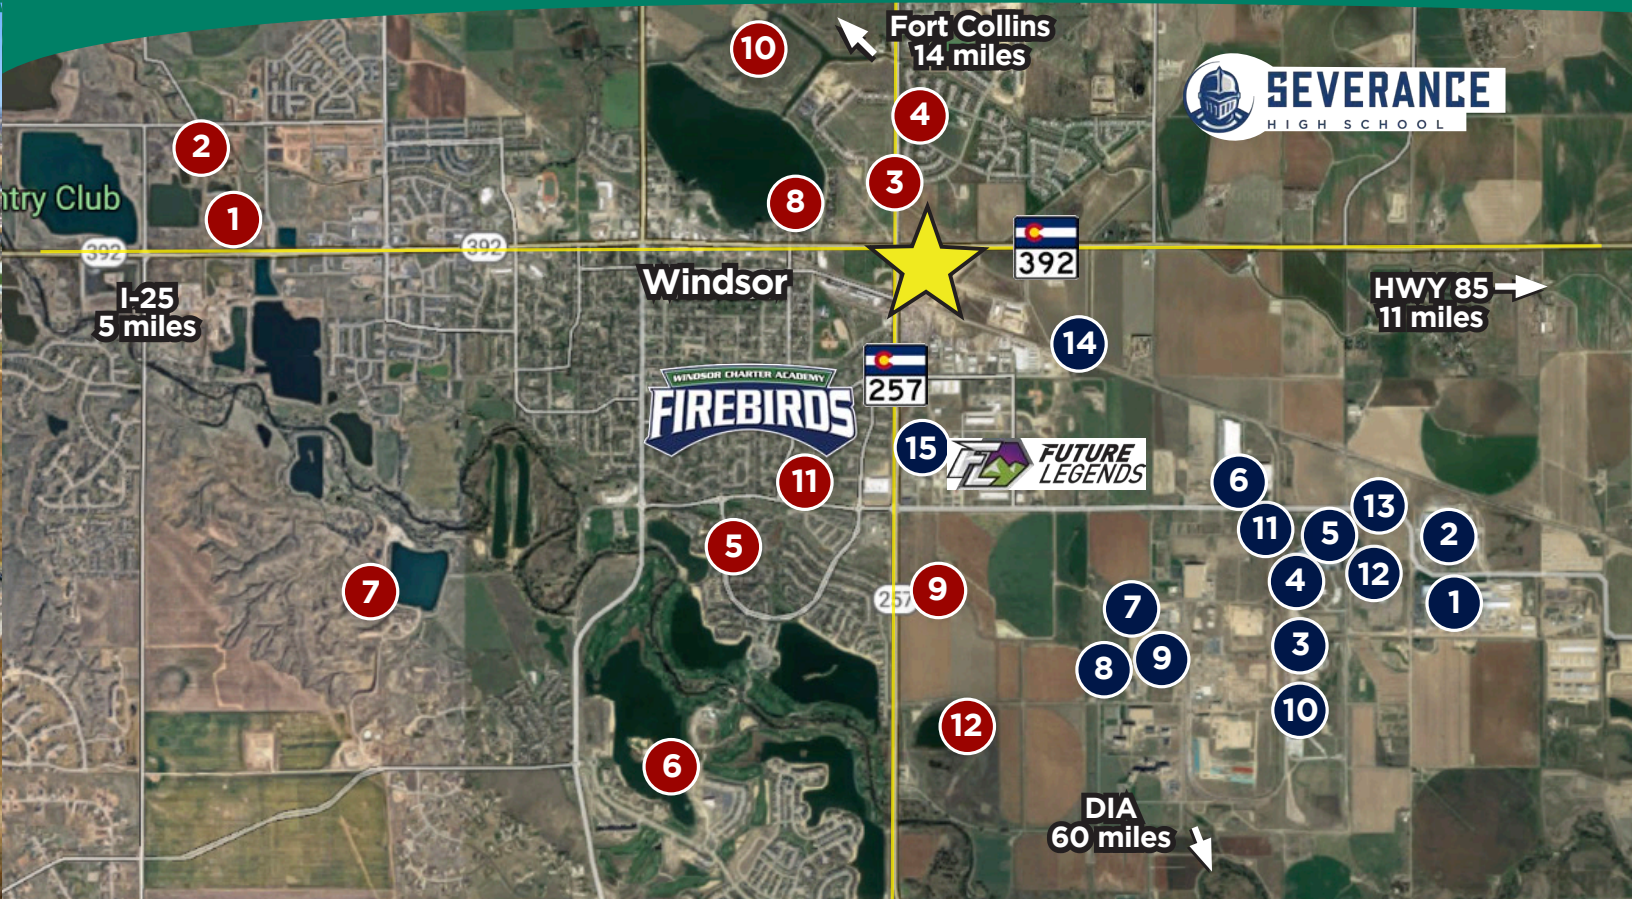 10
Fort Collins
14 miles
SEVERANCE
HIGH SCHOOL
4
2
3
ntry Club
8
1
392
392
392
Windsor
I-25
5 miles
HWY 85
11 miles
14
257
WINDSOR CHARTER ACADEMY
FIREBIRDS
15
FL
FUTURE
LEGENDS
11
6
13
11
5
2
5
4
12
7
257
9
7
1
8
9
3
10
12
6
DIA
60 miles